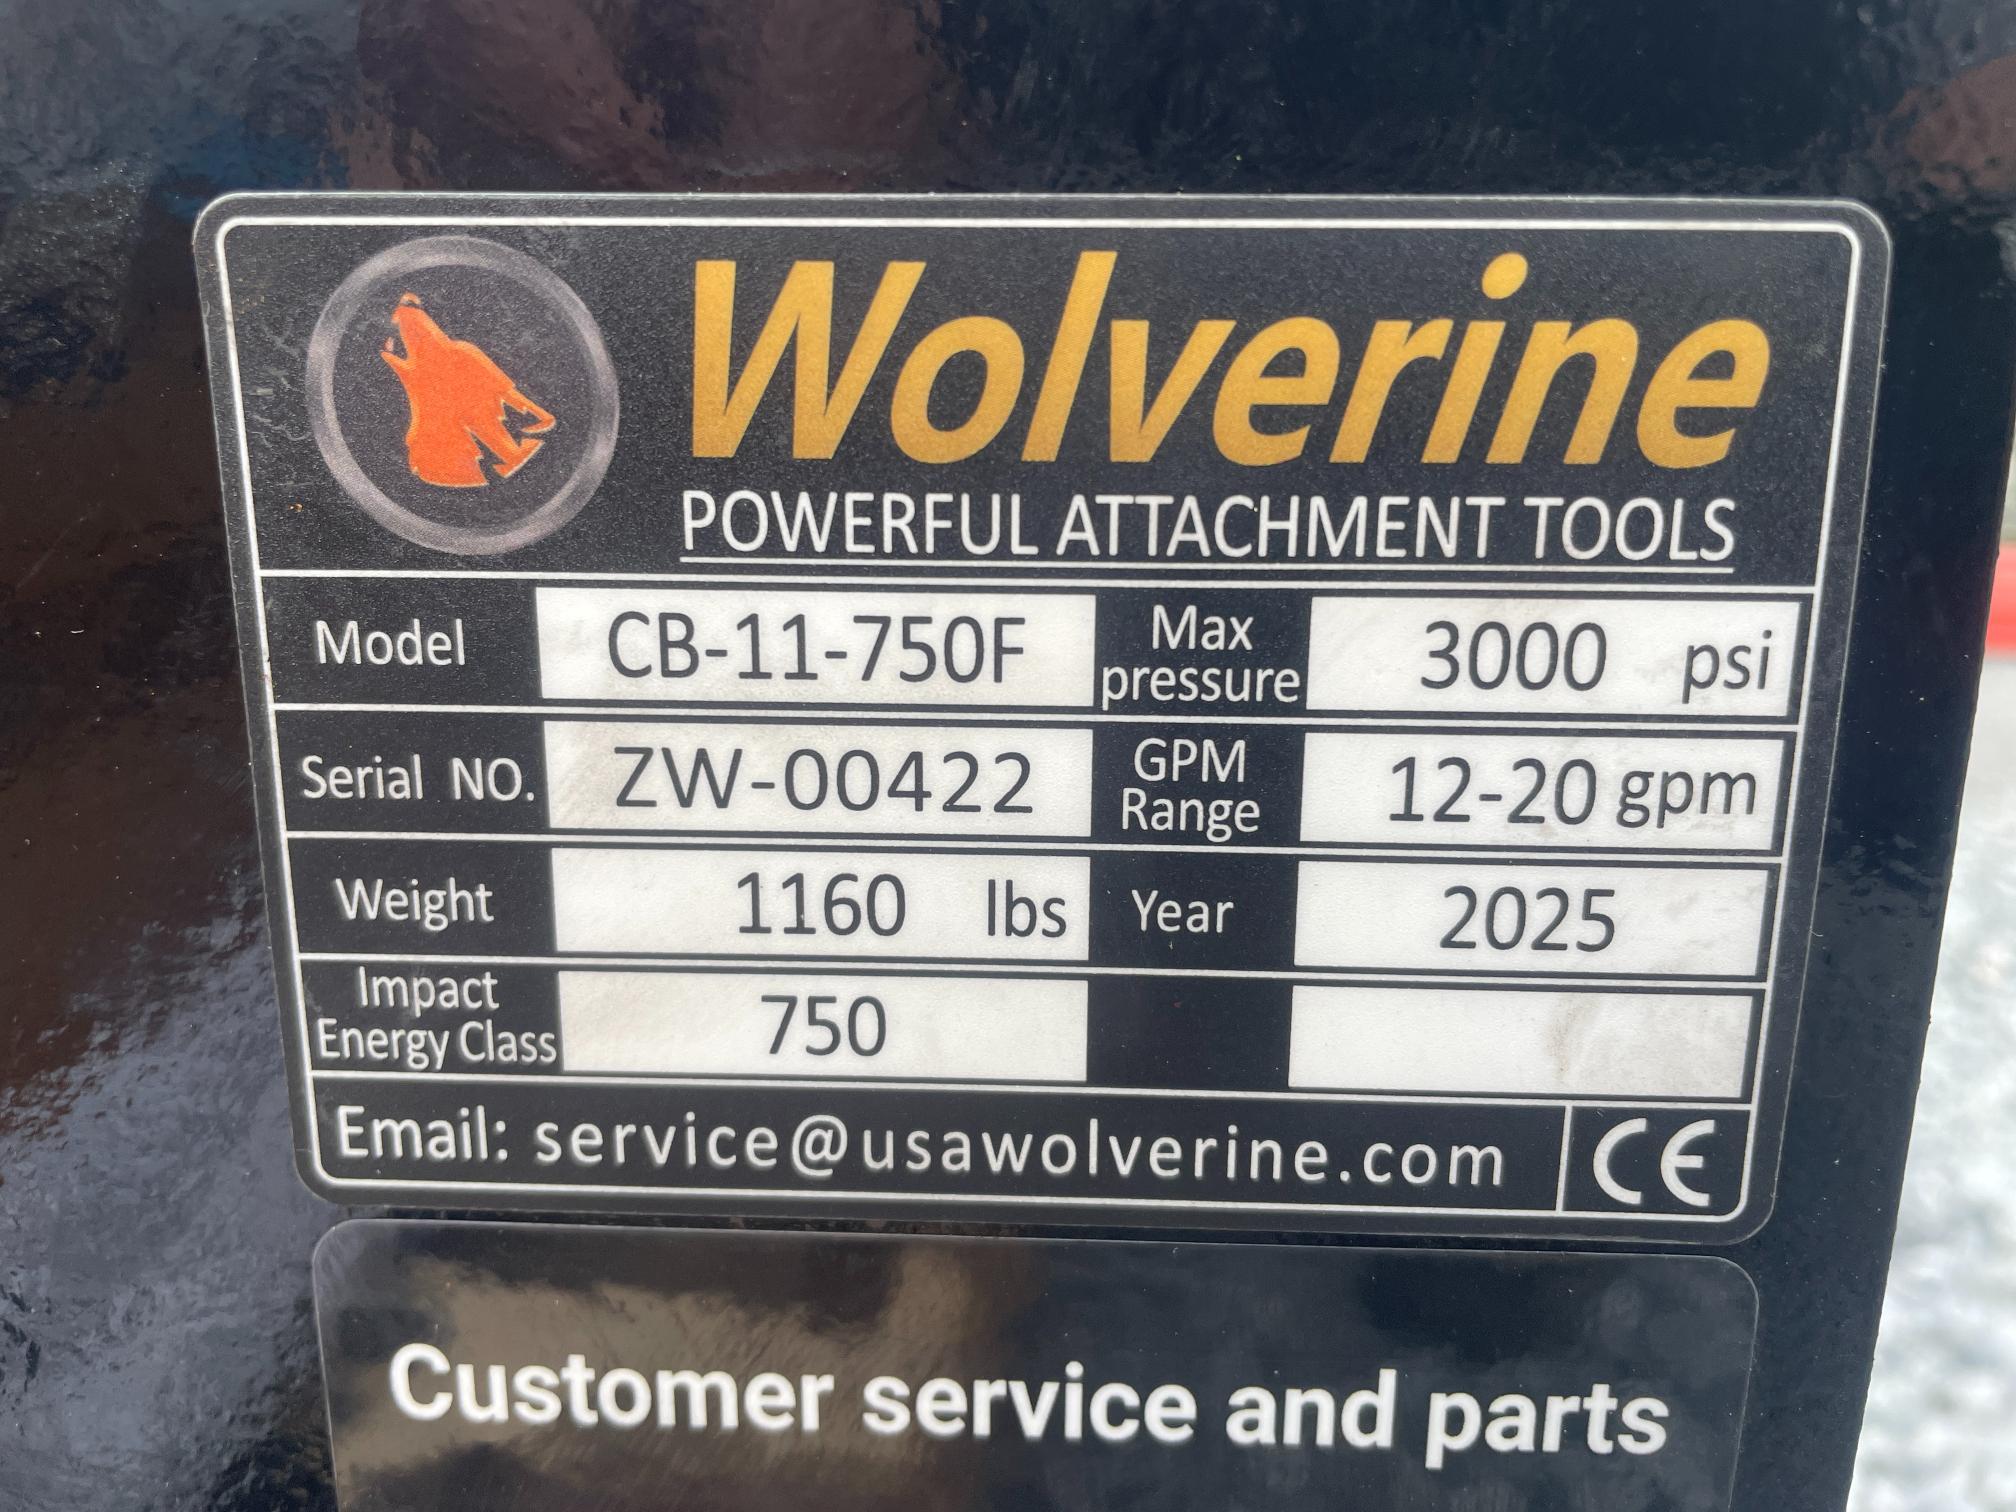 Wolverine
POWERFUL ATTACHMENT TOOLS
Model CB-11-750F Max pressure 3000 psi
Serial NO. ZW-00422 GPM Range 12-20 gpm
Weight 1160 lbs Year 2025
Impact Energy Class 750
Email: service@usawolverine.com CE
Customer service and parts